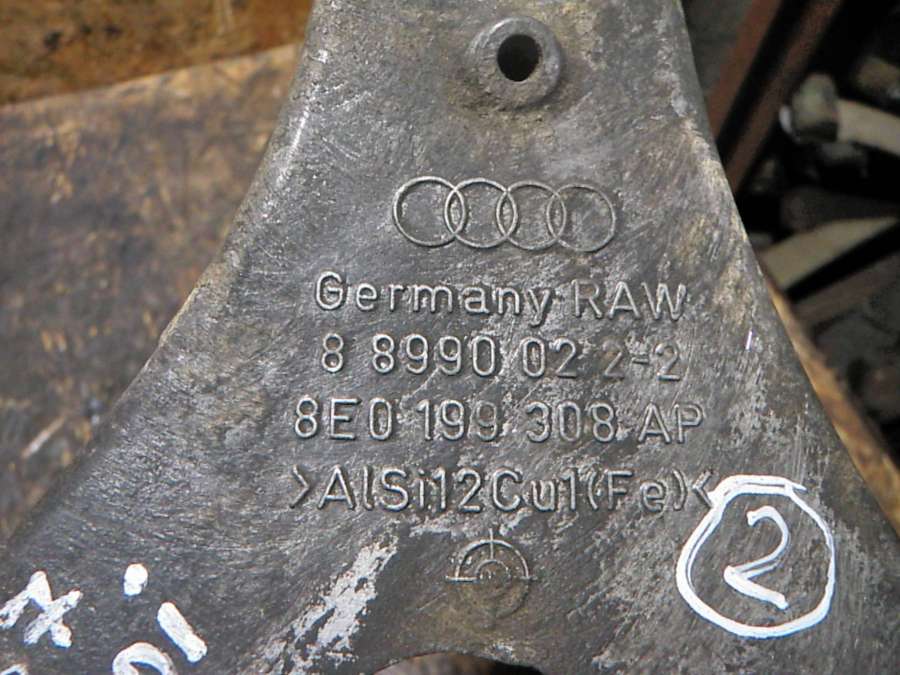 Germany RAW
8 8990 02 2-2
8E0 199 308 AP
>AlSi12Cu1(Fe)<
2